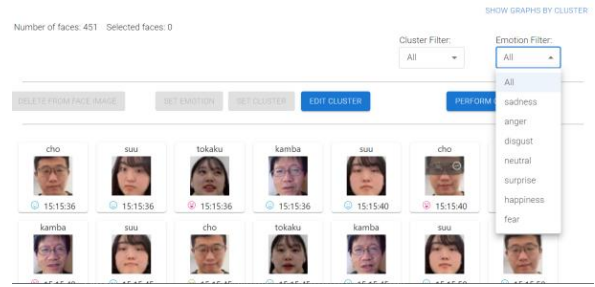 SHOW GRAPHS BY CLUSTER
Number of faces: 451 Selected faces: 0
Cluster Filter: Emotion Filter:
All All
All
sadness
anger
disgust
neutral
surprise
happiness
fear
DELETE FROM FACE IMAGE SET EMOTION SET CLUSTER EDIT CLUSTER PERFORM
cho suu tokaku kamba suu cho
15:15:36 15:15:36 15:15:36 15:15:36 15:15:40 15:15:40
kamba suu cho tokaku kamba suu